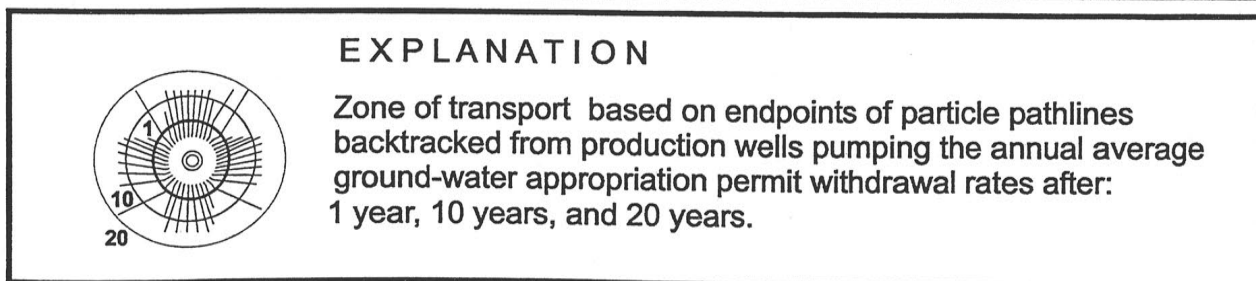 EXPLANATION
Zone of transport based on endpoints of particle pathlines
backtracked from production wells pumping the annual average
ground-water appropriation permit withdrawal rates after:
1 year, 10 years, and 20 years.
1
10
20